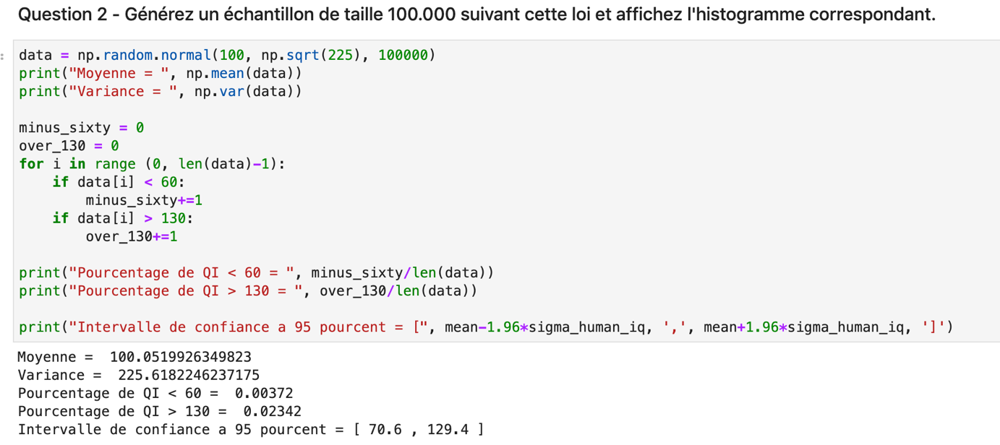 Question 2 - Générez un échantillon de taille 100.000 suivant cette loi et affichez l'histogramme correspondant.
data = np.random.normal(100, np.sqrt(225), 100000)
print("Moyenne = ", np.mean(data))
print("Variance = ", np.var(data))
minus_sixty = 0
over_130 = 0
for i in range (0, len(data)-1):
    if data[i] < 60:
        minus_sixty+=1
    if data[i] > 130:
        over_130+=1
print("Pourcentage de QI < 60 = ", minus_sixty/len(data))
print("Pourcentage de QI > 130 = ", over_130/len(data))
print("Intervalle de confiance a 95 pourcent = [", mean-1.96*sigma_human_iq, ',', mean+1.96*sigma_human_iq, ']')
Moyenne =  100.0519926349823
Variance =  225.6182246237175
Pourcentage de QI < 60 =  0.00372
Pourcentage de QI > 130 =  0.02342
Intervalle de confiance a 95 pourcent = [ 70.6 , 129.4 ]